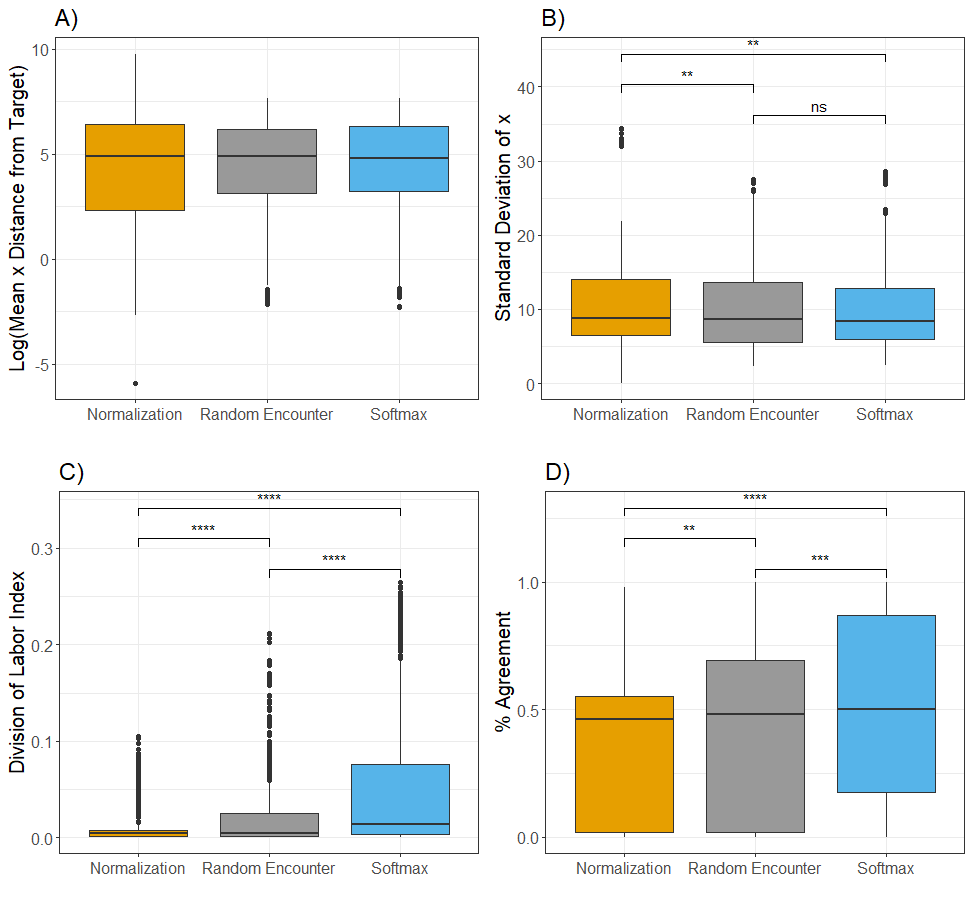 A)
Log(Mean x Distance from Target)
10
5
0
-5
Normalization Random Encounter Softmax
B)
Standard Deviation of x
**
**
ns
40
30
20
10
0
Normalization Random Encounter Softmax
C)
Division of Labor Index
****
****
****
0.3
0.2
0.1
0.0
Normalization Random Encounter Softmax
D)
% Agreement
****
**
***
1.0
0.5
0.0
Normalization Random Encounter Softmax